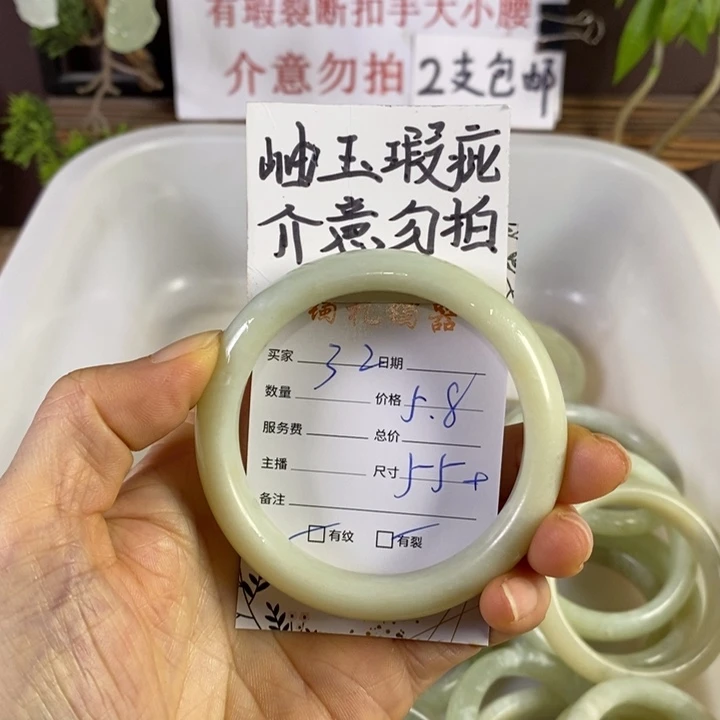 有瑕裂断扣手大小腰
介意勿拍 2支包邮
岫玉瑕疵
介意勿拍
买家 32 日期
数量 价格 5.8
服务费 总价
主播 尺寸 55+
备注
有纹 有裂